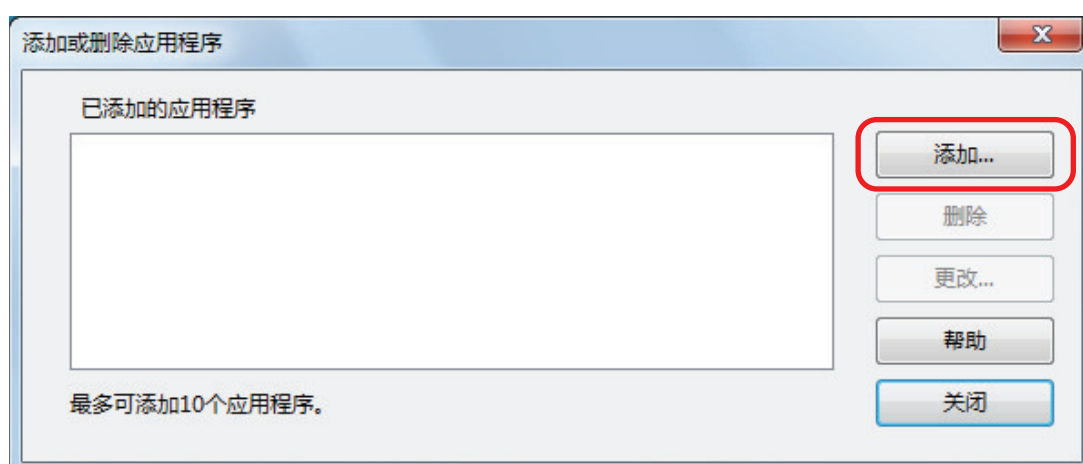 添加或删除应用程序
已添加的应用程序
添加...
删除
更改...
帮助
关闭
最多可添加10个应用程序。